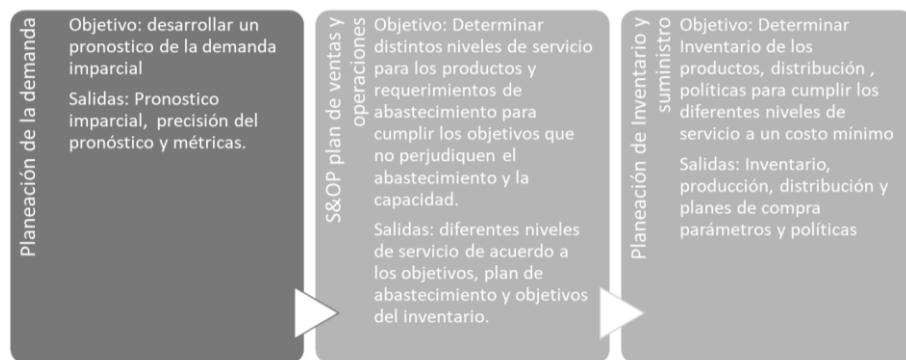 Planeación de la demanda
Objetivo: desarrollar un
pronostico de la demanda
imparcial
Salidas: Pronostico
imparcial, precisión del
pronóstico y métricas.
S&OP plan de ventas y
operaciones
Objetivo: Determinar
distintos niveles de servicio
para los productos y
requerimientos de
abastecimiento para
cumplir los objetivos que
no perjudiquen el
abastecimiento y la
capacidad.
Salidas: diferentes niveles
de servicio de acuerdo a
los objetivos, plan de
abastecimiento y objetivos
del inventario.
Planeación de Inventario y
suministro
Objetivo: Determinar
Inventario de los
productos, distribución ,
políticas para cumplir los
diferentes niveles de
servicio a un costo mínimo
Salidas: Inventario,
producción, distribución y
planes de compra
parámetros y políticas